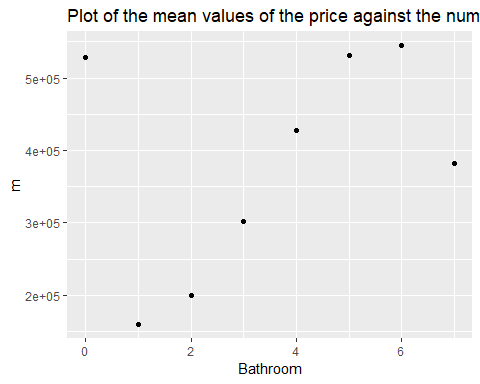 Plot of the mean values of the price against the num
5e+05
4e+05
3e+05
2e+05
m
0 2 4 6
Bathroom